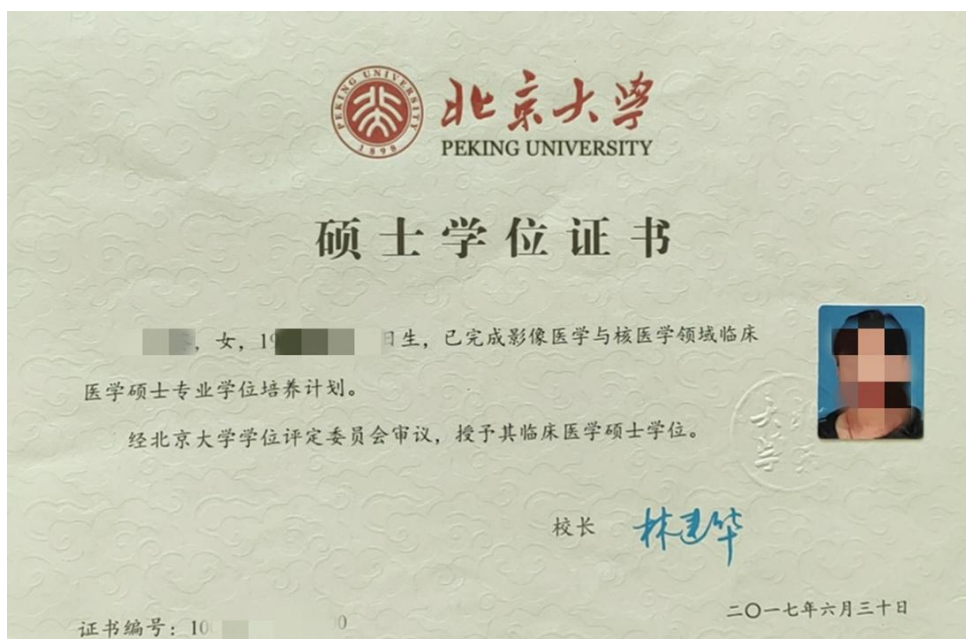 PEKING UNIVERSITY
1898
北京大学
PEKING UNIVERSITY
硕士学位证书
，女，19 日生，已完成影像医学与核医学领域临床
医学硕士专业学位培养计划。
经北京大学学位评定委员会审议，授予其临床医学硕士学位。
北京大学
校长 林建华
二〇一七年六月三十日
证书编号：10 0